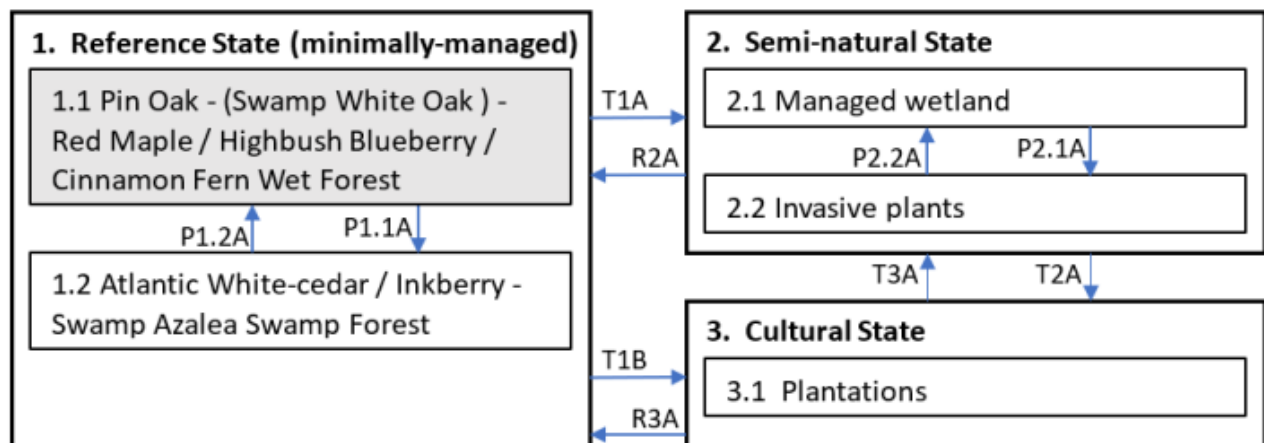 1. Reference State (minimally-managed)
1.1 Pin Oak - (Swamp White Oak ) -
Red Maple / Highbush Blueberry /
Cinnamon Fern Wet Forest
P1.2A
P1.1A
1.2 Atlantic White-cedar / Inkberry -
Swamp Azalea Swamp Forest
T1A
R2A
T1B
R3A
2. Semi-natural State
2.1 Managed wetland
P2.2A
P2.1A
2.2 Invasive plants
T3A
T2A
3. Cultural State
3.1 Plantations